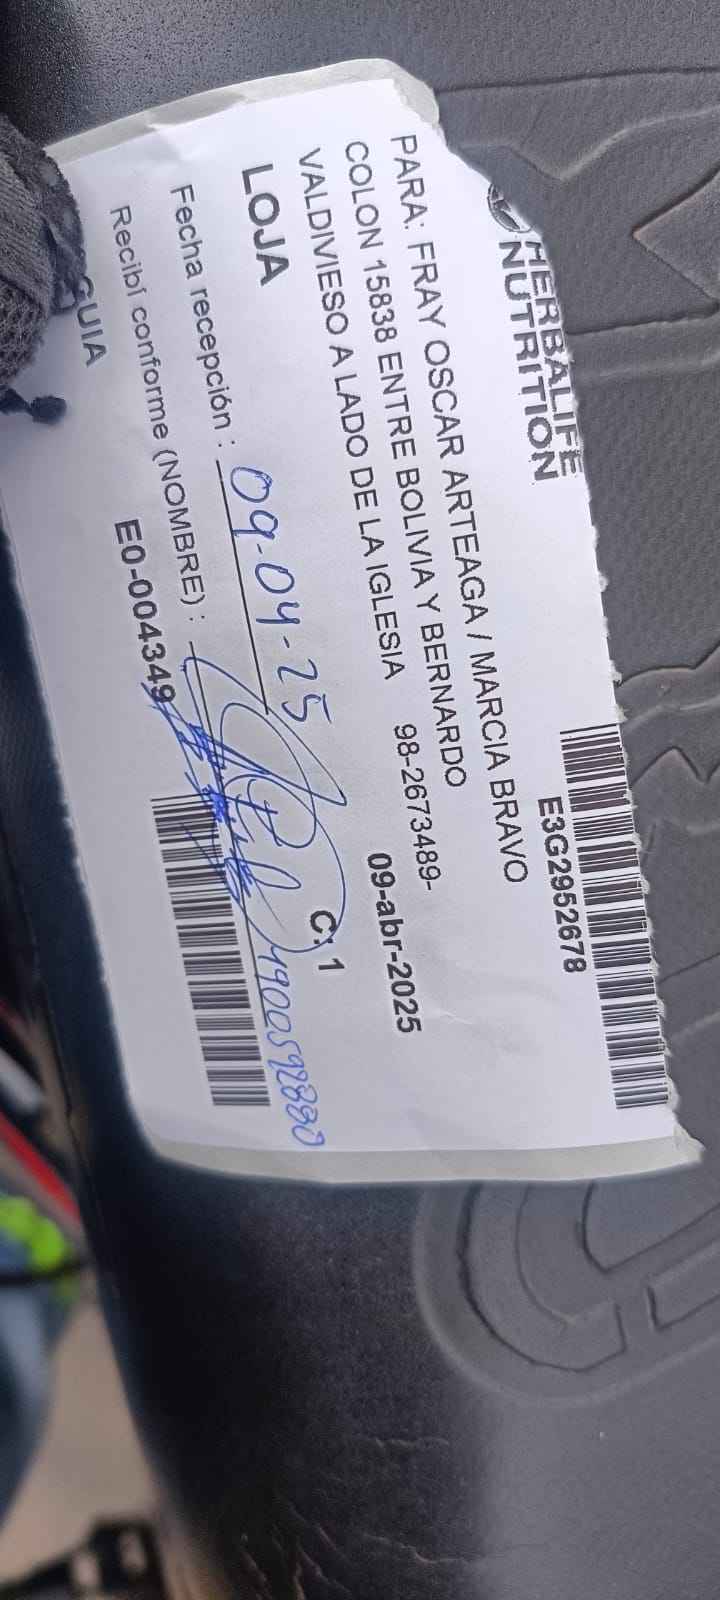 HERBALIFE
NUTRITION
E3G2952678
PARA: FRAY OSCAR ARTEAGA / MARCIA BRAVO
COLON 15838 ENTRE BOLIVIA Y BERNARDO
VALDIVIESO A LADO DE LA IGLESIA 98-2673489-
LOJA 09-abr-2025
Fecha recepción : 09-04-25 C: 1
Recibí conforme (NOMBRE) :
GUIA E0-004349